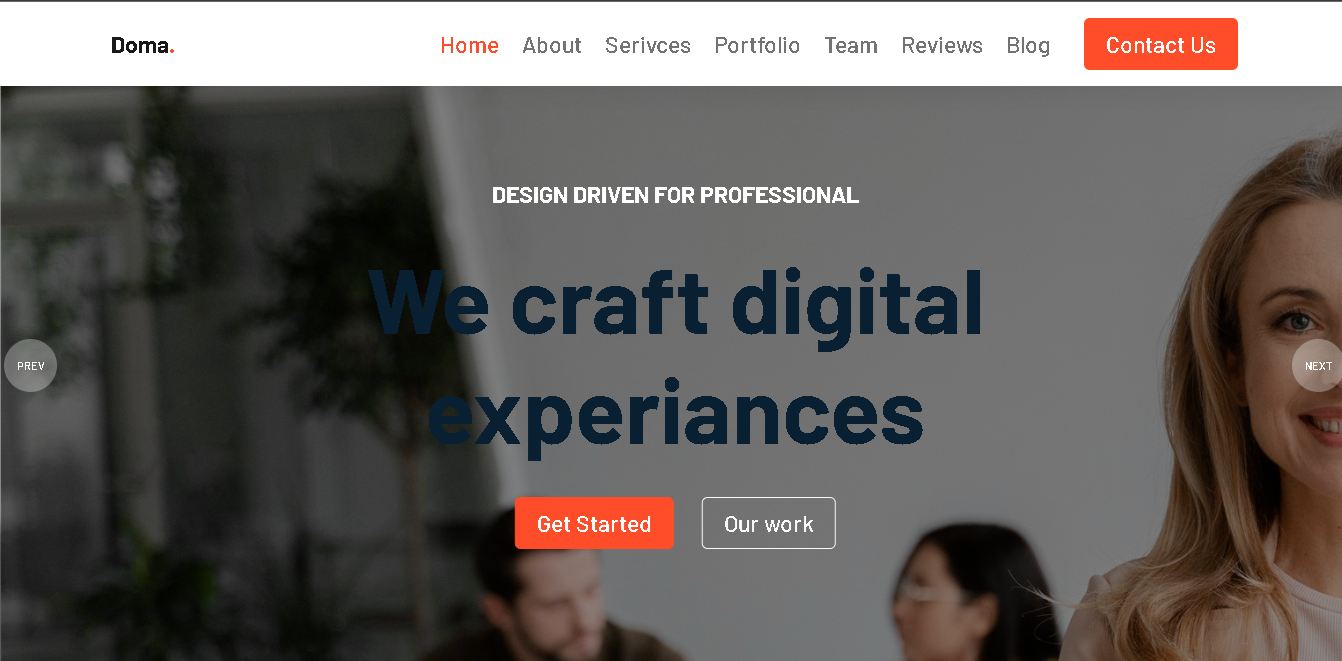 Doma.
Home About Serivces Portfolio Team Reviews Blog Contact Us
DESIGN DRIVEN FOR PROFESSIONAL
We craft digital
experiances
PREV
NEXT
Get Started Our work